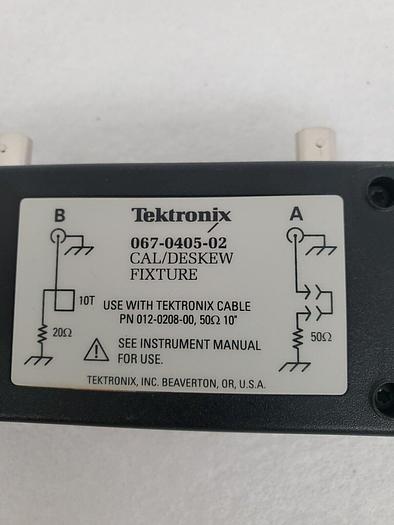 B
Tektronix
A
067-0405-02
CAL/DESKEW
FIXTURE
10T
USE WITH TEKTRONIX CABLE
PN 012-0208-00, 50Ω 10"
20Ω
50Ω
SEE INSTRUMENT MANUAL
FOR USE.
TEKTRONIX, INC. BEAVERTON, OR, U.S.A.